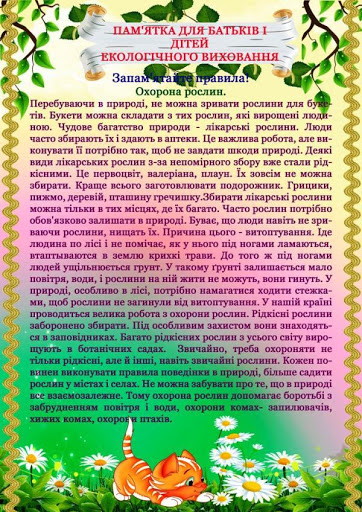 ПАМ'ЯТКА ДЛЯ БАТЬКІВ І
ДІТЕЙ
ЕКОЛОГІЧНОГО ВИХОВАННЯ
Запам'ятайте правила!
Охорона рослин.
Перебуваючи в природі, не можна зривати рослини для буке-
тів. Букети можна складати з тих рослин, які вирощені люди-
ною. Чудове багатство природи - лікарські рослини. Люди
часто збирають їх і здають в аптеки. Це важлива робота, але ви-
конувати її потрібно так, щоб не завдати шкоди природі. Деякі
види лікарських рослин з-за непомірного збору вже стали рід-
кісними. Це первоцвіт, валеріана, плаун. Їх зовсім не можна
збирати. Краще всього заготовлювати подорожник. Грицики,
пижмо, деревій, пташину гречишку.Збирати лікарські рослини
можна тільки в тих місцях, де їх багато. Часто рослин потрібно
обов'язково залишати в природі. Буває, що люди навіть не зри-
ваючи рослини, нищать їх. Причина цього - витоптування. Іде
людина по лісі і не помічає, як у нього під ногами ламаються,
втаптываются в землю крихкі трави. До того ж під ногами
людей ущільнюється грунт. У такому ґрунті залишається мало
повітря, води, і рослини на ній жити не можуть, вони гинуть. У
природі, особливо в лісі, потрібно намагатися ходити стежка-
ми, щоб рослини не загинули від витоптування. У нашій країні
проводиться велика робота з охорони рослин. Рідкісні рослини
заборонено збирати. Під особливим захистом вони знаходять-
ся в заповідниках. Багато рідкісних рослин з усього світу виро-
щують в ботанічних садах. Звичайно, треба охороняти не
тільки рідкісні, але й інші, навіть звичайні рослини. Кожен по-
винен виконувати правила поведінки в природі, більше садити
рослин у містах і селах. Не можна забувати про те, що в природі
все взаємозалежне. Тому охорона рослин допомагає боротьбі з
забрудненням повітря і води, охорони комах- запилювачів,
хижих комах, охорони птахів.